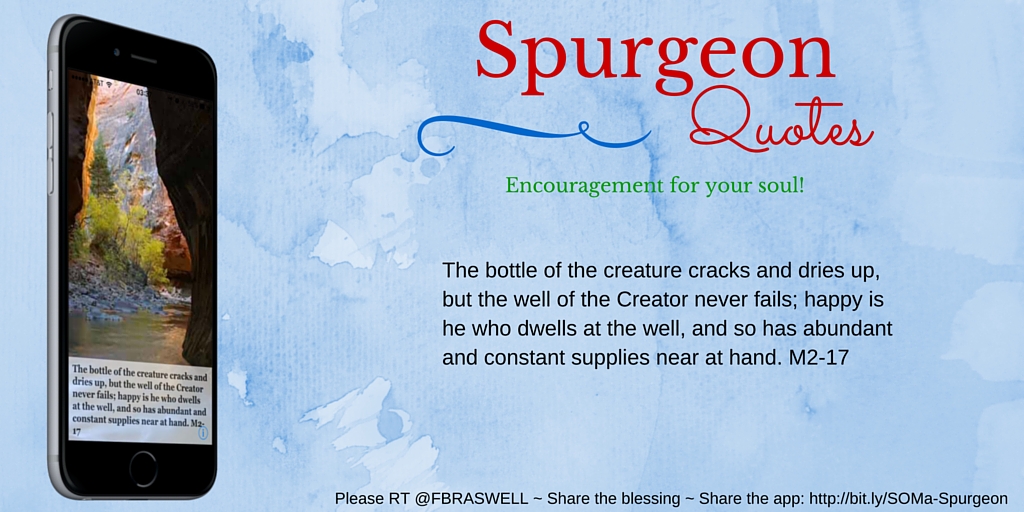 Spurgeon
Quotes
Encouragement for your soul!
The bottle of the creature cracks and dries up,
but the well of the Creator never fails; happy is
he who dwells at the well, and so has abundant
and constant supplies near at hand. M2-17
AT&T
The bottle of the creature cracks and
dries up, but the well of the Creator
never fails; happy is he who dwells
at the well, and so has abundant and
constant supplies near at hand. M2-
17
Please RT @FBRASWELL ~ Share the blessing ~ Share the app: http://bit.ly/SOMa-Spurgeon